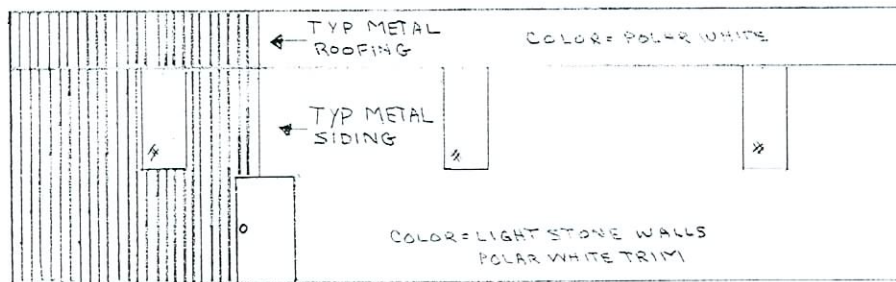 TYP METAL
ROOFING
COLOR = POLAR WHITE
TYP METAL
SIDING
COLOR = LIGHT STONE WALLS
POLAR WHITE TRIM